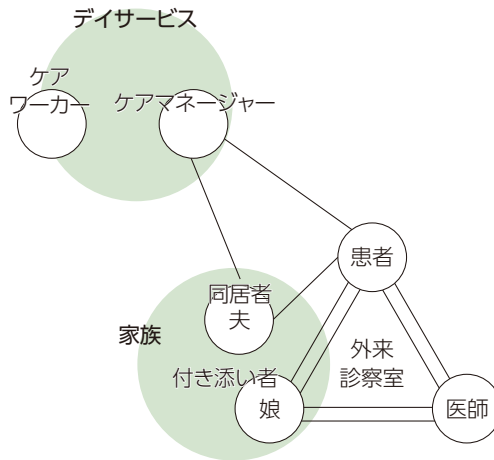 デイサービス
ケア
ワーカー
ケアマネージャー
患者
同居者
夫
家族
外来
診察室
付き添い者
娘
医師